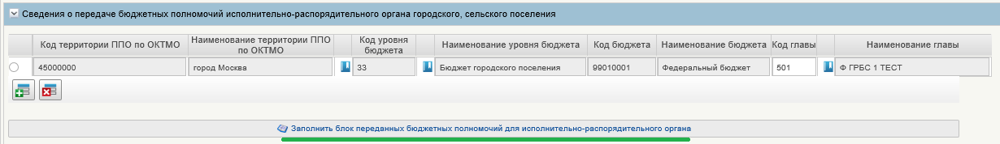 Сведения о передаче бюджетных полномочий исполнительно-распорядительного органа городского, сельского поселения
Код территории ППО по ОКТМО
Наименование территории ППО
по ОКТМО
Код уровня
бюджета
Наименование уровня бюджета
Код бюджета
Наименование бюджета
Код главы
Наименование главы
45000000
город Москва
33
Бюджет городского поселения
99010001
Федеральный бюджет
501
Ф ГРБС 1 ТЕСТ
Заполнить блок переданных бюджетных полномочий для исполнительно-распорядительного органа